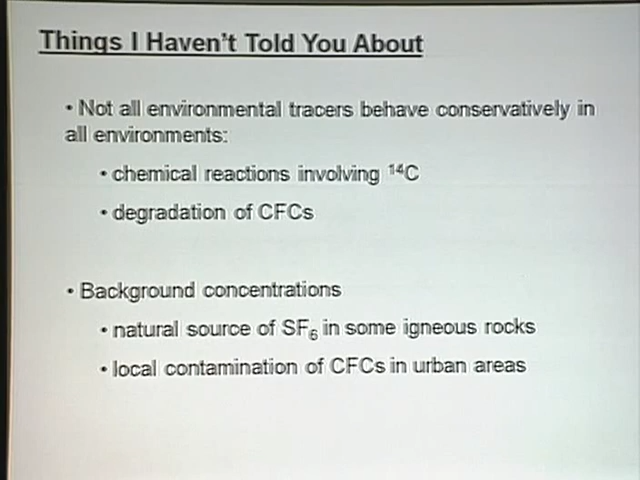 Things I Haven't Told You About
• Not all environmental tracers behave conservatively in
all environments:
• chemical reactions involving ¹⁴C
• degradation of CFCs
• Background concentrations
• natural source of SF₆ in some igneous rocks
• local contamination of CFCs in urban areas